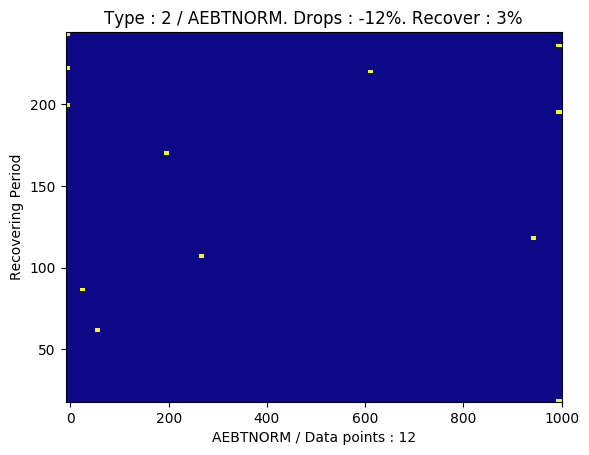 Type : 2 / AEBTNORM. Drops : -12%. Recover : 3%
200
150
100
50
Recovering Period
0 200 400 600 800 1000
AEBTNORM / Data points : 12